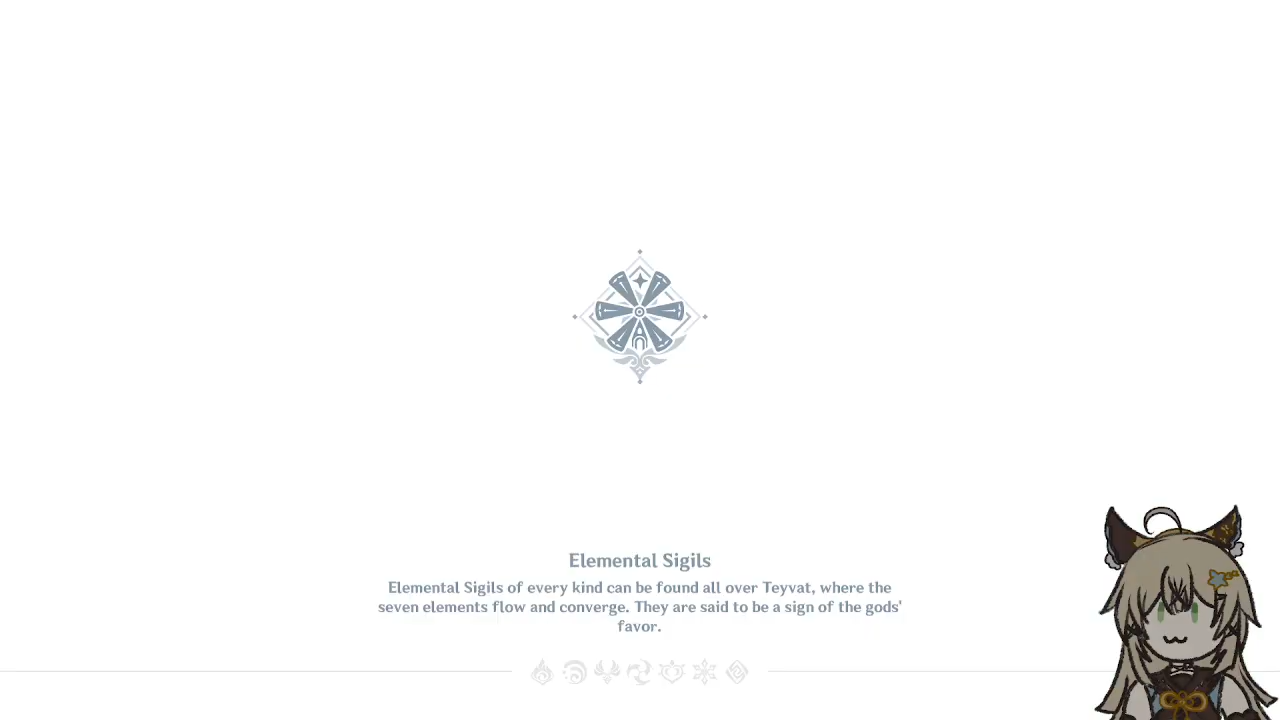 Elemental Sigils
Elemental Sigils of every kind can be found all over Teyvat, where the
seven elements flow and converge. They are said to be a sign of the gods'
favor.